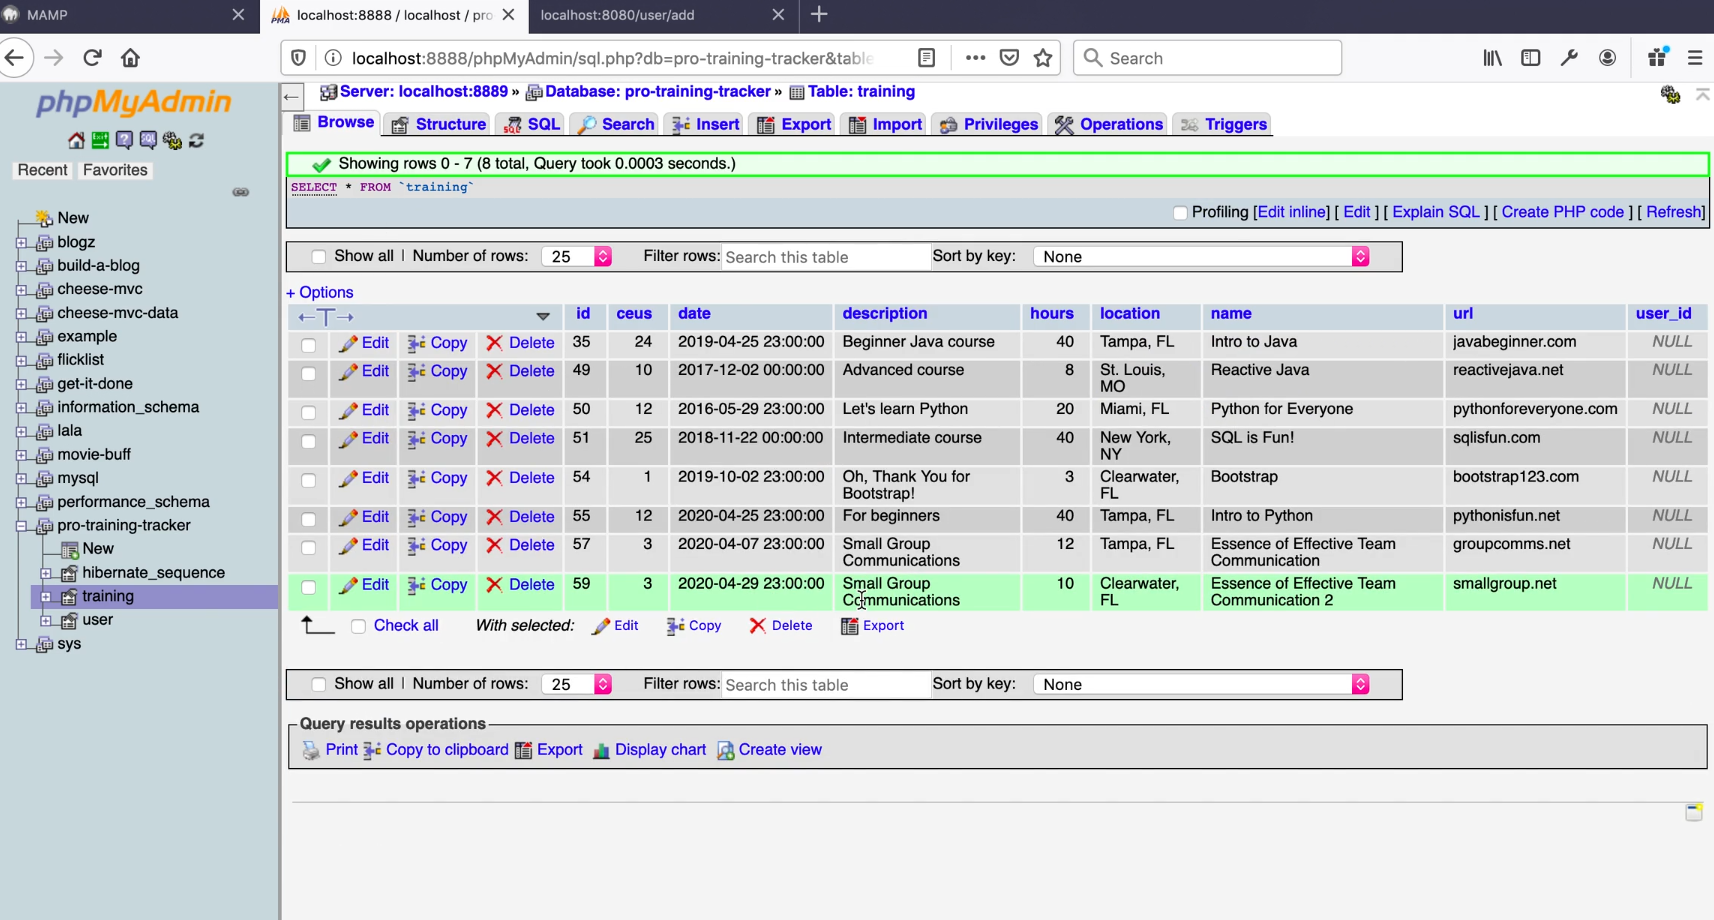 MAMP
localhost:8888 / localhost / pro
localhost:8080/user/add
localhost:8888/phpMyAdmin/sql.php?db=pro-training-tracker&table
Search
phpMyAdmin
Recent Favorites
New
blogz
build-a-blog
cheese-mvc
cheese-mvc-data
example
flicklist
get-it-done
information_schema
lala
movie-buff
mysql
performance_schema
pro-training-tracker
New
hibernate_sequence
training
user
sys
Server: localhost:8889 » Database: pro-training-tracker » Table: training
Browse Structure SQL Search Insert Export Import Privileges Operations Triggers
Showing rows 0 - 7 (8 total, Query took 0.0003 seconds.)
SELECT * FROM `training`
Profiling [Edit inline] [ Edit ] [ Explain SQL ] [ Create PHP code ] [ Refresh]
Show all | Number of rows: 25 Filter rows: Search this table Sort by key: None
+ Options
←T→ id ceus date description hours location name url user_id
Edit Copy Delete 35 24 2019-04-25 23:00:00 Beginner Java course 40 Tampa, FL Intro to Java javabeginner.com NULL
Edit Copy Delete 49 10 2017-12-02 00:00:00 Advanced course 8 St. Louis, Reactive Java reactivejava.net NULL
MO
Edit Copy Delete 50 12 2016-05-29 23:00:00 Let's learn Python 20 Miami, FL Python for Everyone pythonforeveryone.com NULL
Edit Copy Delete 51 25 2018-11-22 00:00:00 Intermediate course 40 New York, SQL is Fun! sqlisfun.com NULL
NY
Edit Copy Delete 54 1 2019-10-02 23:00:00 Oh, Thank You for 3 Clearwater, Bootstrap bootstrap123.com NULL
Bootstrap! FL
Edit Copy Delete 55 12 2020-04-25 23:00:00 For beginners 40 Tampa, FL Intro to Python pythonisfun.net NULL
Edit Copy Delete 57 3 2020-04-07 23:00:00 Small Group 12 Tampa, FL Essence of Effective Team groupcomms.net NULL
Communications Communication
Edit Copy Delete 59 3 2020-04-29 23:00:00 Small Group 10 Clearwater, Essence of Effective Team smallgroup.net NULL
Communications FL Communication 2
Check all With selected: Edit Copy Delete Export
Show all | Number of rows: 25 Filter rows: Search this table Sort by key: None
Query results operations
Print Copy to clipboard Export Display chart Create view